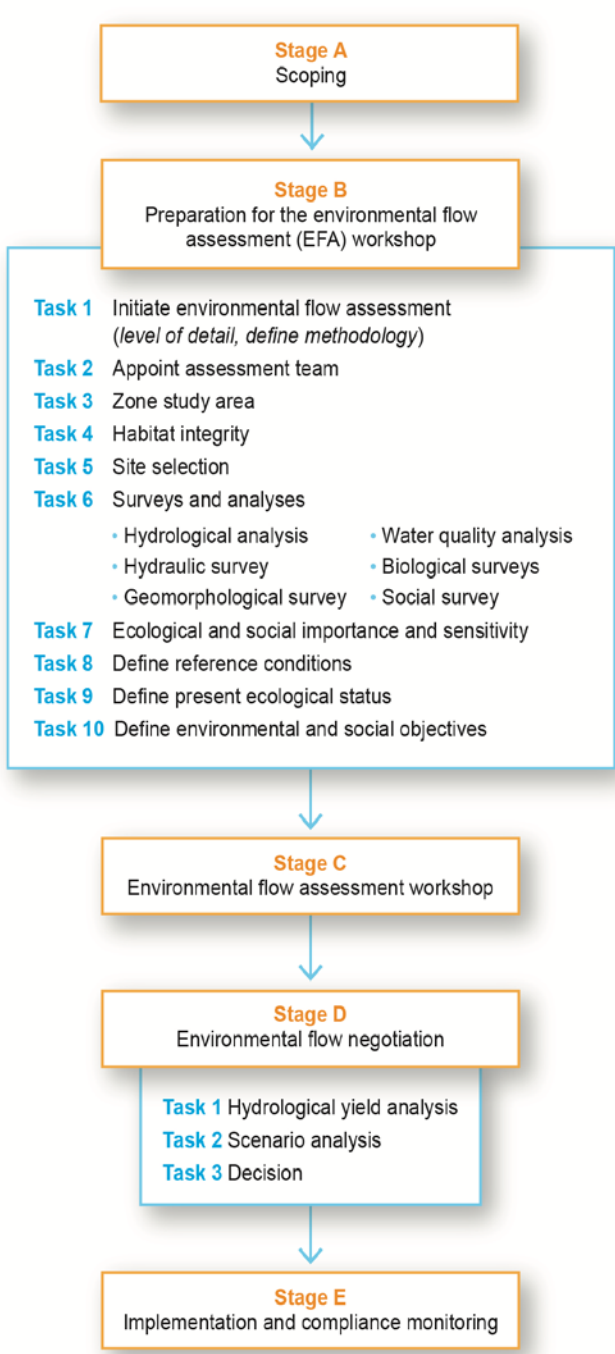 Stage A
Scoping
Stage B
Preparation for the environmental flow
assessment (EFA) workshop
Task 1 Initiate environmental flow assessment
(level of detail, define methodology)
Task 2 Appoint assessment team
Task 3 Zone study area
Task 4 Habitat integrity
Task 5 Site selection
Task 6 Surveys and analyses
• Hydrological analysis • Water quality analysis
• Hydraulic survey • Biological surveys
• Geomorphological survey • Social survey
Task 7 Ecological and social importance and sensitivity
Task 8 Define reference conditions
Task 9 Define present ecological status
Task 10 Define environmental and social objectives
Stage C
Environmental flow assessment workshop
Stage D
Environmental flow negotiation
Task 1 Hydrological yield analysis
Task 2 Scenario analysis
Task 3 Decision
Stage E
Implementation and compliance monitoring